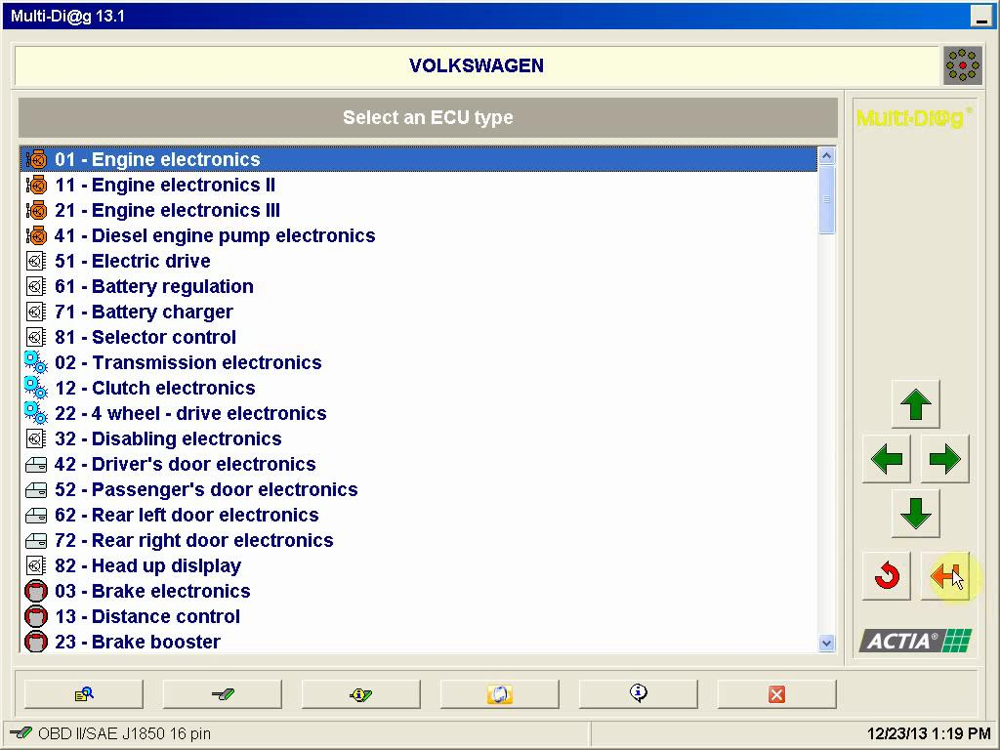 Multi-Di@g 13.1
VOLKSWAGEN
Select an ECU type
Multi-Di@g®
01 - Engine electronics
11 - Engine electronics II
21 - Engine electronics III
41 - Diesel engine pump electronics
51 - Electric drive
61 - Battery regulation
71 - Battery charger
81 - Selector control
02 - Transmission electronics
12 - Clutch electronics
22 - 4 wheel - drive electronics
32 - Disabling electronics
42 - Driver's door electronics
52 - Passenger's door electronics
62 - Rear left door electronics
72 - Rear right door electronics
82 - Head up dislplay
03 - Brake electronics
13 - Distance control
23 - Brake booster
ACTIA®
OBD II/SAE J1850 16 pin
12/23/13 1:19 PM